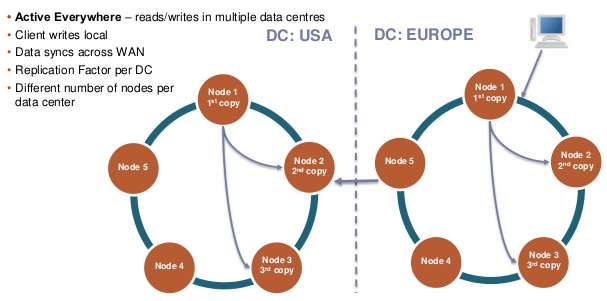 • Active Everywhere – reads/writes in multiple data centres
• Client writes local
• Data syncs across WAN
• Replication Factor per DC
• Different number of nodes per
data center
DC: USA
Node 1
1st copy
Node 2
2nd copy
Node 3
3rd copy
Node 4
Node 5
DC: EUROPE
Node 1
1st copy
Node 2
2nd copy
Node 3
3rd copy
Node 4
Node 5